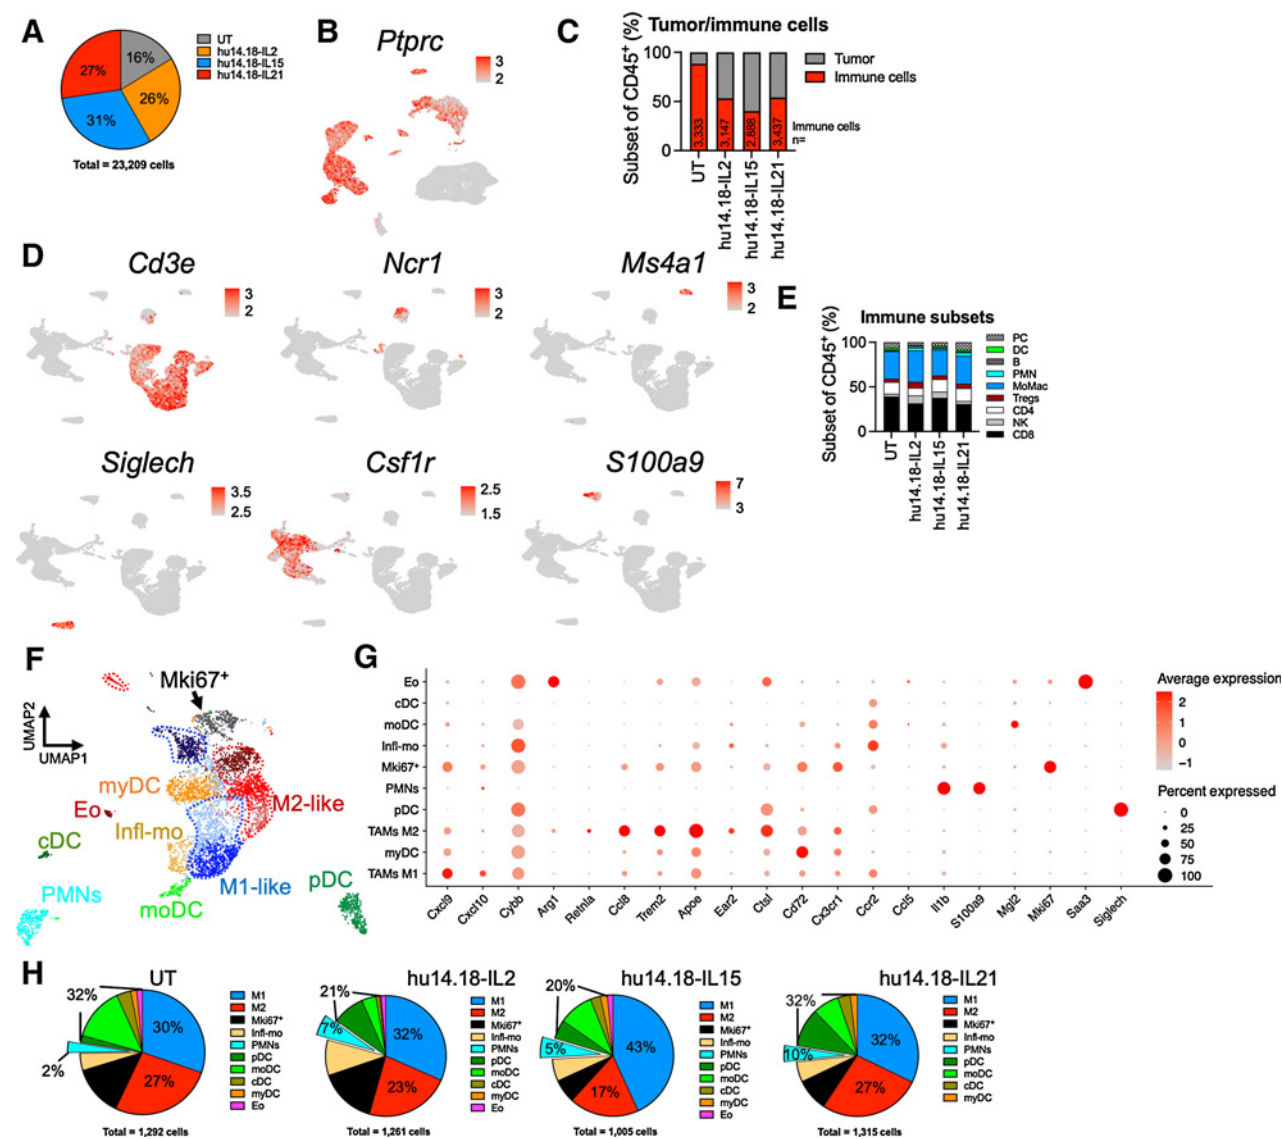 A
16%
26%
31%
27%
UT
hu14.18-IL2
hu14.18-IL15
hu14.18-IL21
Total = 23,209 cells
B
Ptprc
3
2
C
Tumor/immune cells
Subset of CD45+ (%)
100
50
0
3,333
3,147
2,888
3,437
UT
hu14.18-IL2
hu14.18-IL15
hu14.18-IL21
Tumor
Immune cells
Immune cells
n=
D
Cd3e
3
2
Ncr1
3
2
Ms4a1
3
2
Siglech
3.5
2.5
Csf1r
2.5
1.5
S100a9
7
3
E
Immune subsets
Subset of CD45+ (%)
100
50
0
UT
hu14.18-IL2
hu14.18-IL15
hu14.18-IL21
PC
DC
B
PMN
MoMac
Tregs
CD4
NK
CD8
F
UMAP2
UMAP1
Mki67+
myDC
M2-like
Eo
Infl-mo
cDC
M1-like
pDC
PMNs
moDC
G
Eo
cDC
moDC
Infl-mo
Mki67+
PMNs
pDC
TAMs M2
myDC
TAMs M1
Cxcl9
Cxcl10
Cybb
Arg1
Retnla
Ccl8
Trem2
Apoe
Ear2
Ctsl
Cd72
Cx3cr1
Ccr2
Ccl5
Il1b
S100a9
Mgl2
Mki67
Saa3
Siglech
Average expression
2
1
0
−1
Percent expressed
0
25
50
75
100
H
UT
32%
30%
2%
27%
M1
M2
Mki67+
Infl-mo
PMNs
pDC
moDC
cDC
myDC
Eo
Total = 1,292 cells
hu14.18-IL2
21%
7%
32%
23%
M1
M2
Mki67+
Infl-mo
PMNs
pDC
moDC
cDC
myDC
Eo
Total = 1,261 cells
hu14.18-IL15
20%
5%
43%
17%
M1
M2
Mki67+
Infl-mo
PMNs
pDC
moDC
cDC
myDC
Eo
Total = 1,005 cells
hu14.18-IL21
32%
10%
32%
27%
M1
M2
Mki67+
Infl-mo
PMNs
pDC
moDC
cDC
myDC
Total = 1,315 cells